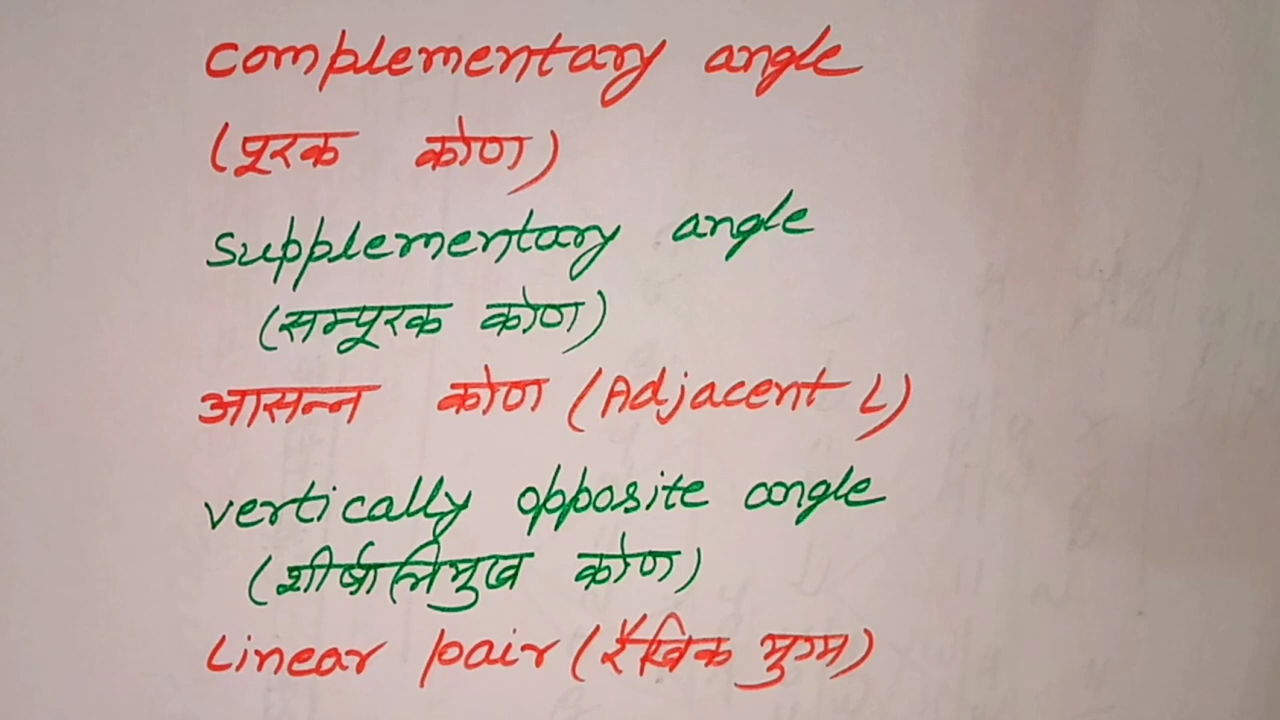 complementary angle
(पूरक कोण)
supplementary angle
(सम्पूरक कोण)
आसन्न कोण (Adjacent ∠)
vertically opposite angle
(शीर्षाभिमुख कोण)
Linear pair (रैखिक युग्म)